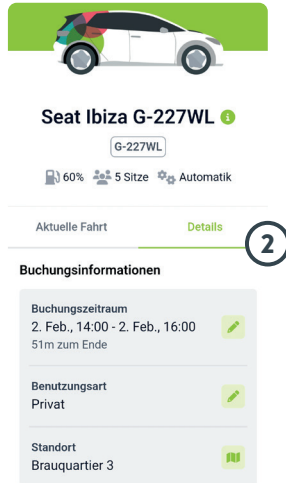 Seat Ibiza G-227WL
G-227WL
60% 5 Sitze Automatik
Aktuelle Fahrt Details
2
Buchungsinformationen
Buchungszeitraum
2. Feb., 14:00 - 2. Feb., 16:00
51m zum Ende
Benutzungsart
Privat
Standort
Brauquartier 3